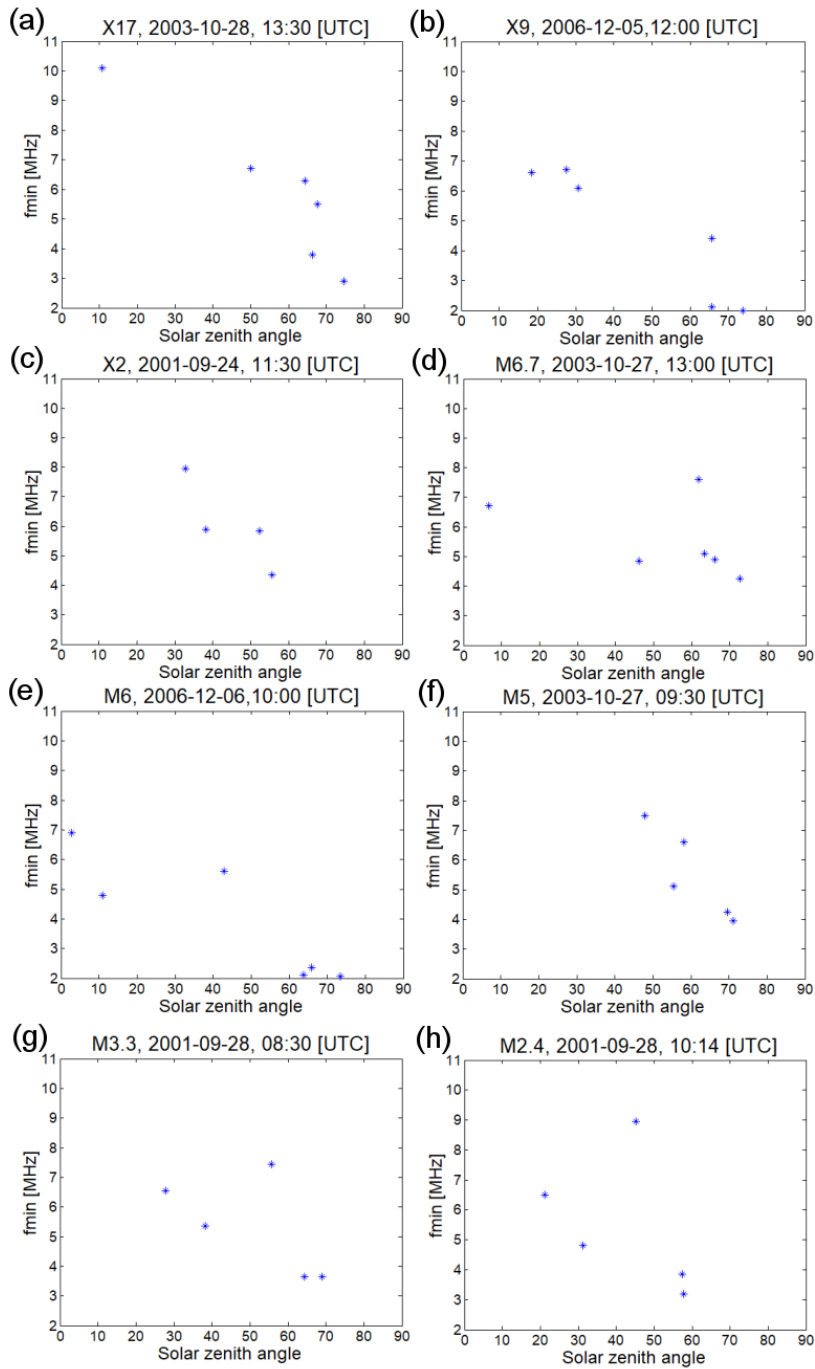 (a)
X17, 2003-10-28, 13:30 [UTC]
11
10
9
8
7
6
5
4
3
2
fmin [MHz]
0 10 20 30 40 50 60 70 80 90
Solar zenith angle
(b)
X9, 2006-12-05,12:00 [UTC]
11
10
9
8
7
6
5
4
3
2
fmin [MHz]
0 10 20 30 40 50 60 70 80 90
Solar zenith angle
(c)
X2, 2001-09-24, 11:30 [UTC]
11
10
9
8
7
6
5
4
3
2
fmin [MHz]
0 10 20 30 40 50 60 70 80 90
Solar zenith angle
(d)
M6.7, 2003-10-27, 13:00 [UTC]
11
10
9
8
7
6
5
4
3
2
fmin [MHz]
0 10 20 30 40 50 60 70 80 90
Solar zenith angle
(e)
M6, 2006-12-06,10:00 [UTC]
11
10
9
8
7
6
5
4
3
2
fmin [MHz]
0 10 20 30 40 50 60 70 80 90
Solar zenith angle
(f)
M5, 2003-10-27, 09:30 [UTC]
11
10
9
8
7
6
5
4
3
2
fmin [MHz]
0 10 20 30 40 50 60 70 80 90
Solar zenith angle
(g)
M3.3, 2001-09-28, 08:30 [UTC]
11
10
9
8
7
6
5
4
3
2
fmin [MHz]
0 10 20 30 40 50 60 70 80 90
Solar zenith angle
(h)
M2.4, 2001-09-28, 10:14 [UTC]
11
10
9
8
7
6
5
4
3
2
fmin [MHz]
0 10 20 30 40 50 60 70 80 90
Solar zenith angle